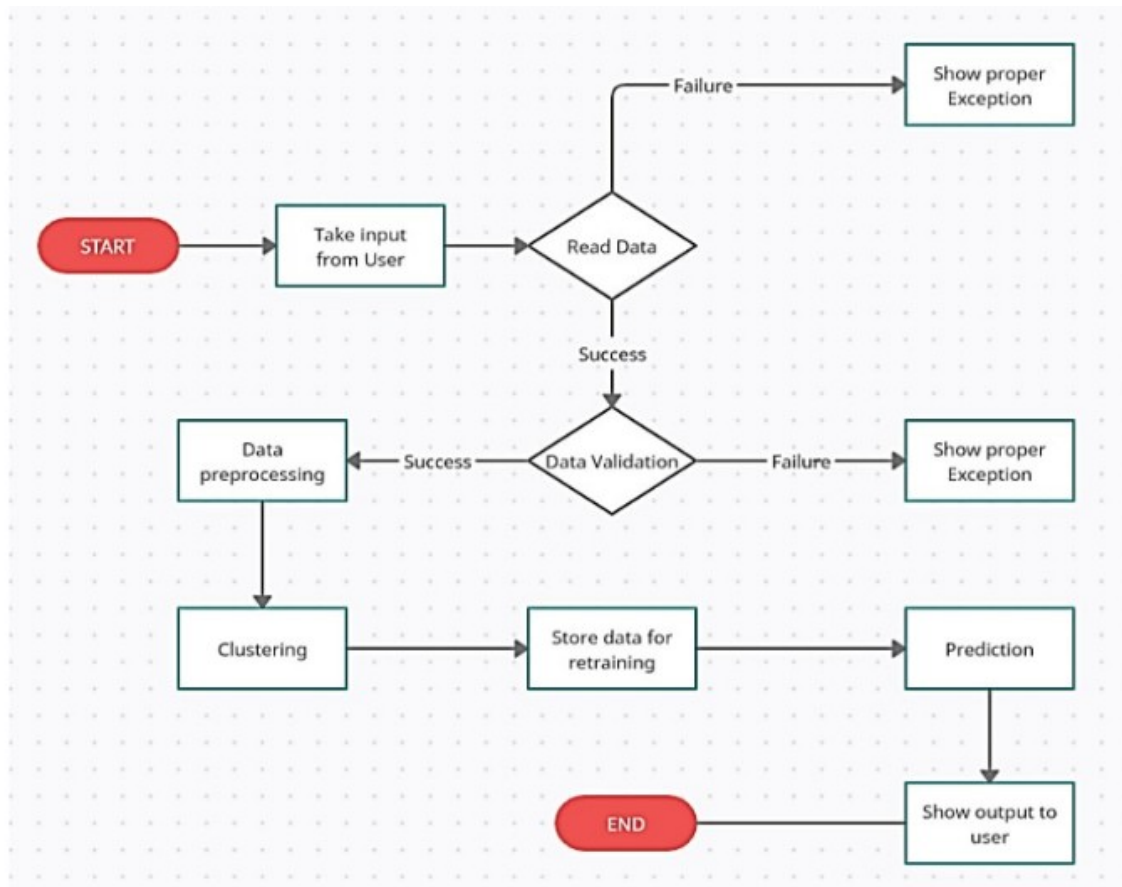 Failure
Show proper
Exception
START
Take input
from User
Read Data
Success
Data
preprocessing
Success
Data Validation
Failure
Show proper
Exception
Clustering
Store data for
retraining
Prediction
END
Show output to
user